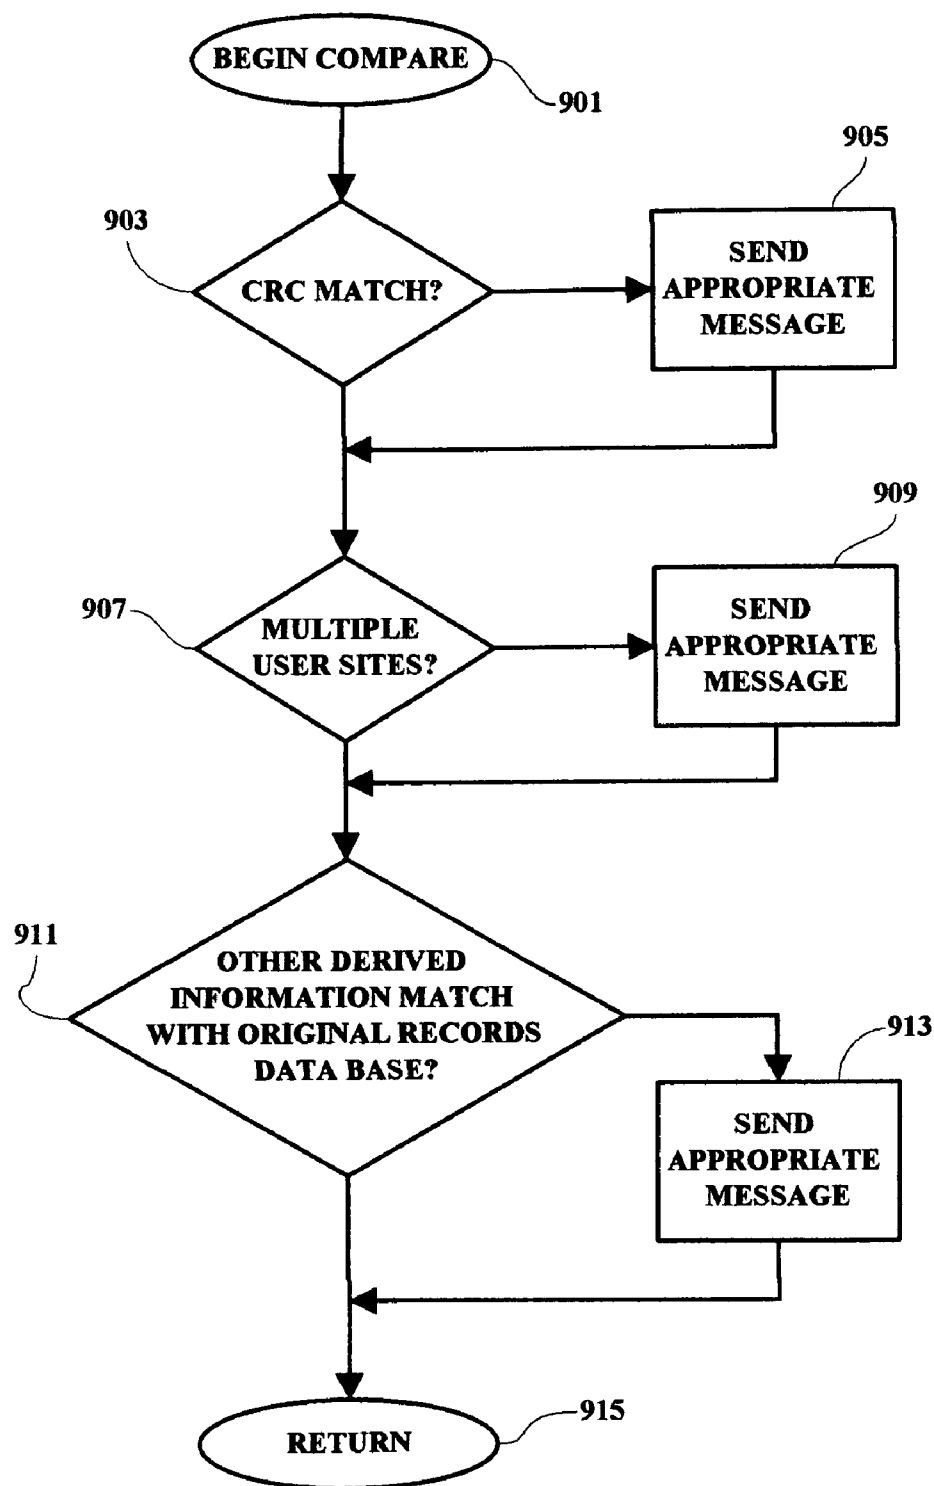 BEGIN COMPARE
901
905
903
CRC MATCH?
SEND
APPROPRIATE
MESSAGE
909
907
MULTIPLE
USER SITES?
SEND
APPROPRIATE
MESSAGE
911
OTHER DERIVED
INFORMATION MATCH
WITH ORIGINAL RECORDS
DATA BASE?
913
SEND
APPROPRIATE
MESSAGE
RETURN
915